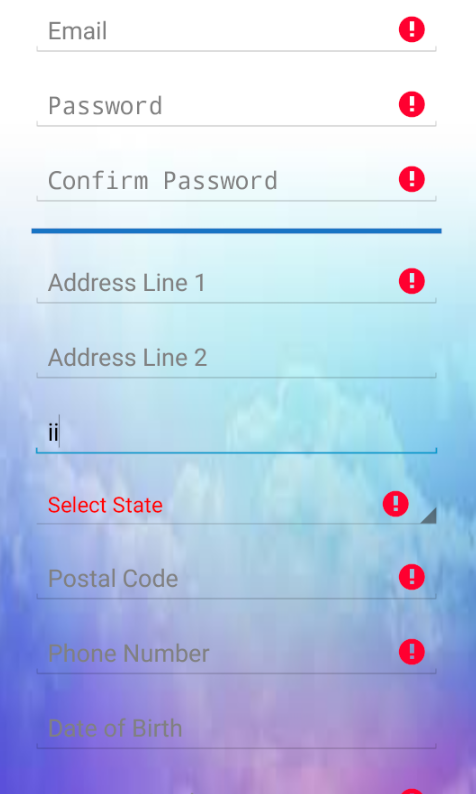 Email
Password
Confirm Password
Address Line 1
Address Line 2
ii
Select State
Postal Code
Phone Number
Date of Birth